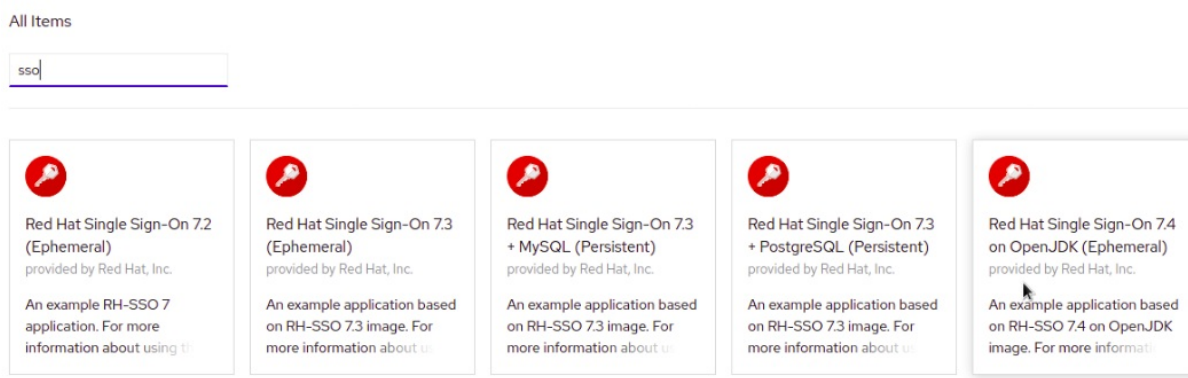 All Items
sso
Red Hat Single Sign-On 7.2
(Ephemeral)
provided by Red Hat, Inc.
An example RH-SSO 7
application. For more
information about using th
Red Hat Single Sign-On 7.3
(Ephemeral)
provided by Red Hat, Inc.
An example application based
on RH-SSO 7.3 image. For
more information about us
Red Hat Single Sign-On 7.3
+ MySQL (Persistent)
provided by Red Hat, Inc.
An example application based
on RH-SSO 7.3 image. For
more information about us
Red Hat Single Sign-On 7.3
+ PostgreSQL (Persistent)
provided by Red Hat, Inc.
An example application based
on RH-SSO 7.3 image. For
more information about us
Red Hat Single Sign-On 7.4
on OpenJDK (Ephemeral)
provided by Red Hat, Inc.
An example application based
on RH-SSO 7.4 on OpenJDK
image. For more informati